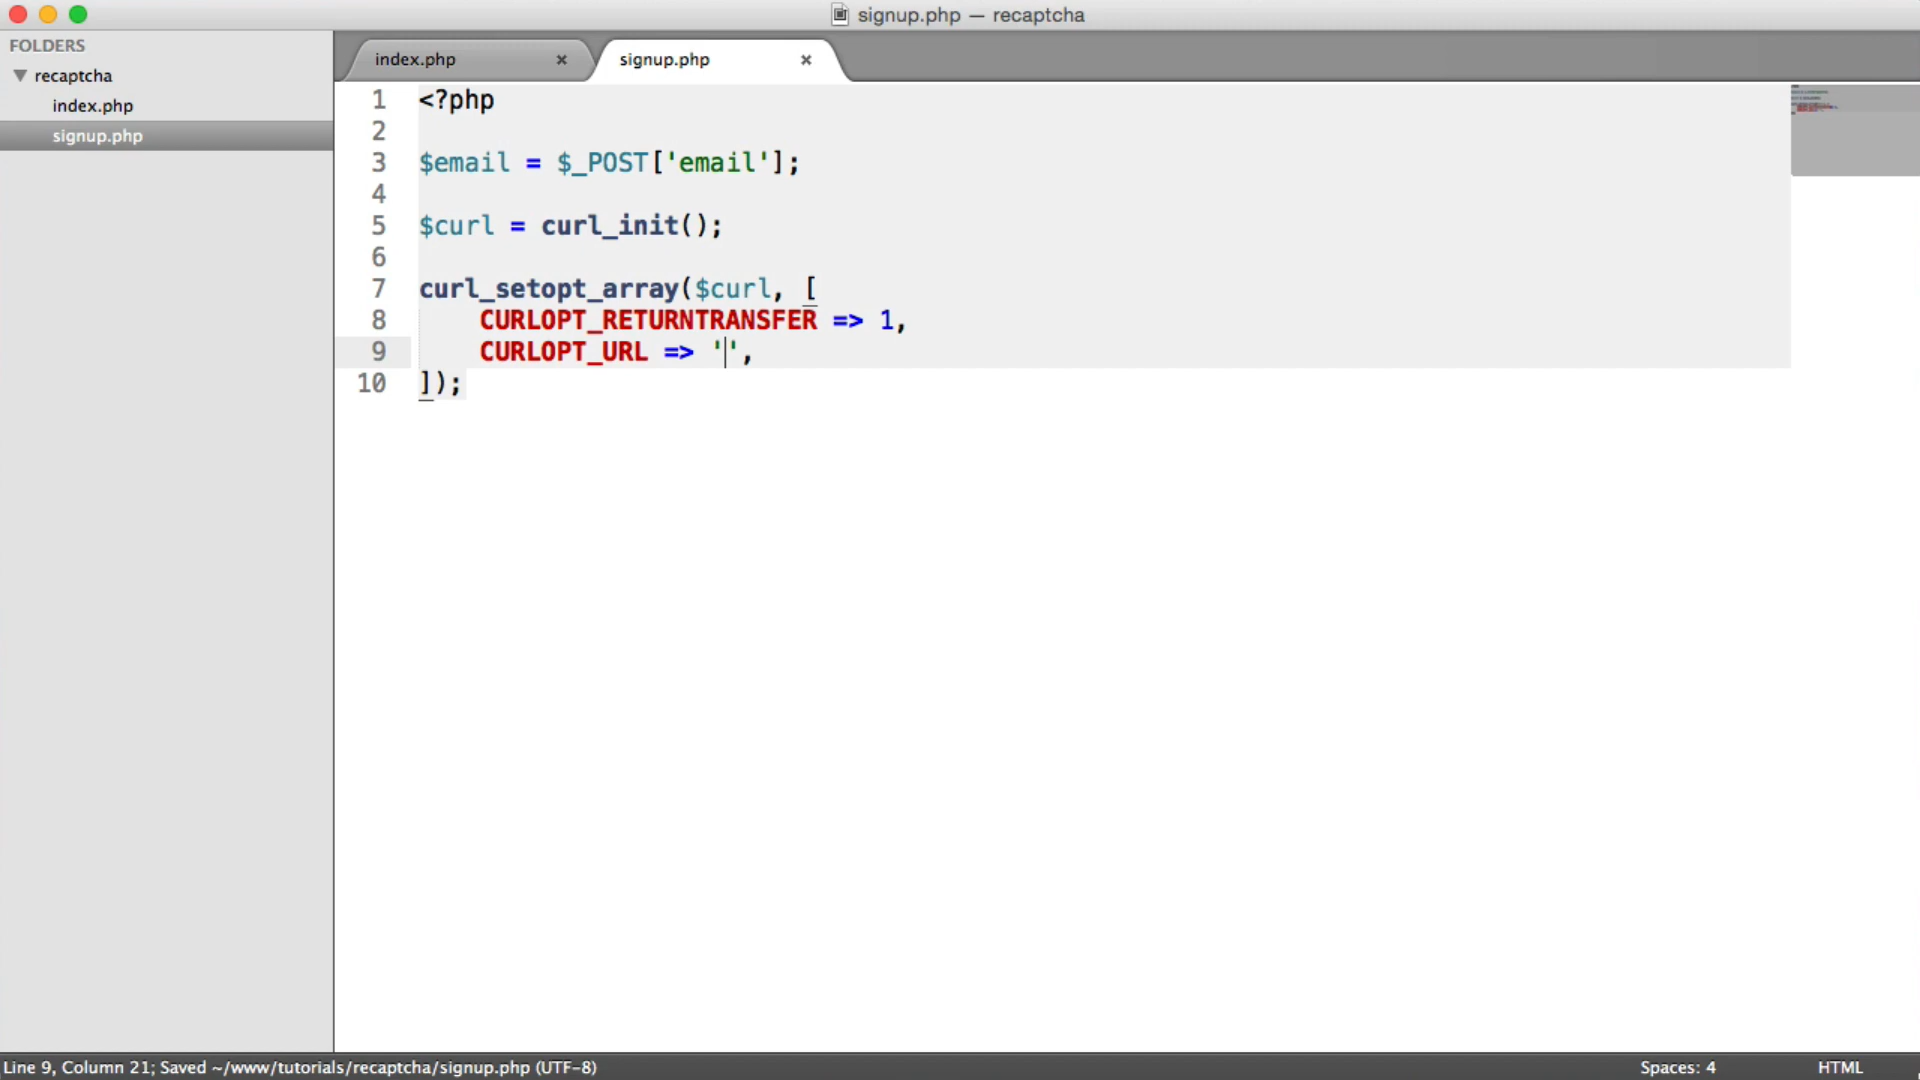 signup.php — recaptcha
FOLDERS
recaptcha
index.php
signup.php
index.php ×
signup.php ×
1 <?php
2
3 $email = $_POST['email'];
4
5 $curl = curl_init();
6
7 curl_setopt_array($curl, [
8 CURLOPT_RETURNTRANSFER => 1,
9 CURLOPT_URL => '',
10 ]);
Line 9, Column 21; Saved ~/www/tutorials/recaptcha/signup.php (UTF-8)
Spaces: 4
HTML